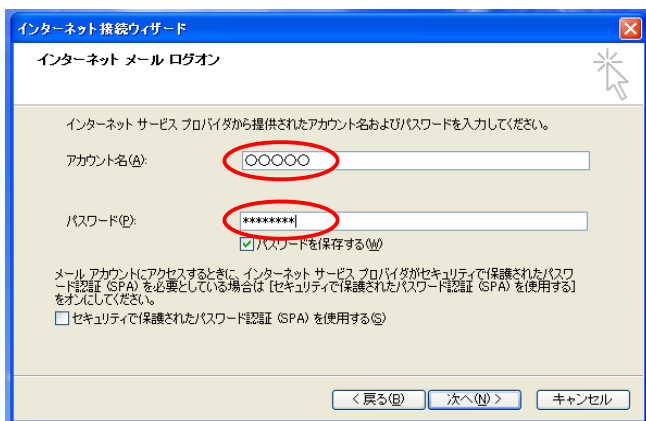 インターネット接続ウィザード
インターネット メール ログオン
インターネット サービス プロバイダから提供されたアカウント名およびパスワードを入力してください。
アカウント名(A): ○○○○○
パスワード(P): ********
パスワードを保存する(W)
メール アカウントにアクセスするときに、インターネット サービス プロバイダがセキュリティで保護されたパスワ
ード認証 (SPA) を必要としている場合は [セキュリティで保護されたパスワード認証 (SPA) を使用する]
をオンにしてください。
セキュリティで保護されたパスワード認証 (SPA) を使用する(S)
< 戻る(B) 次へ(N) > キャンセル